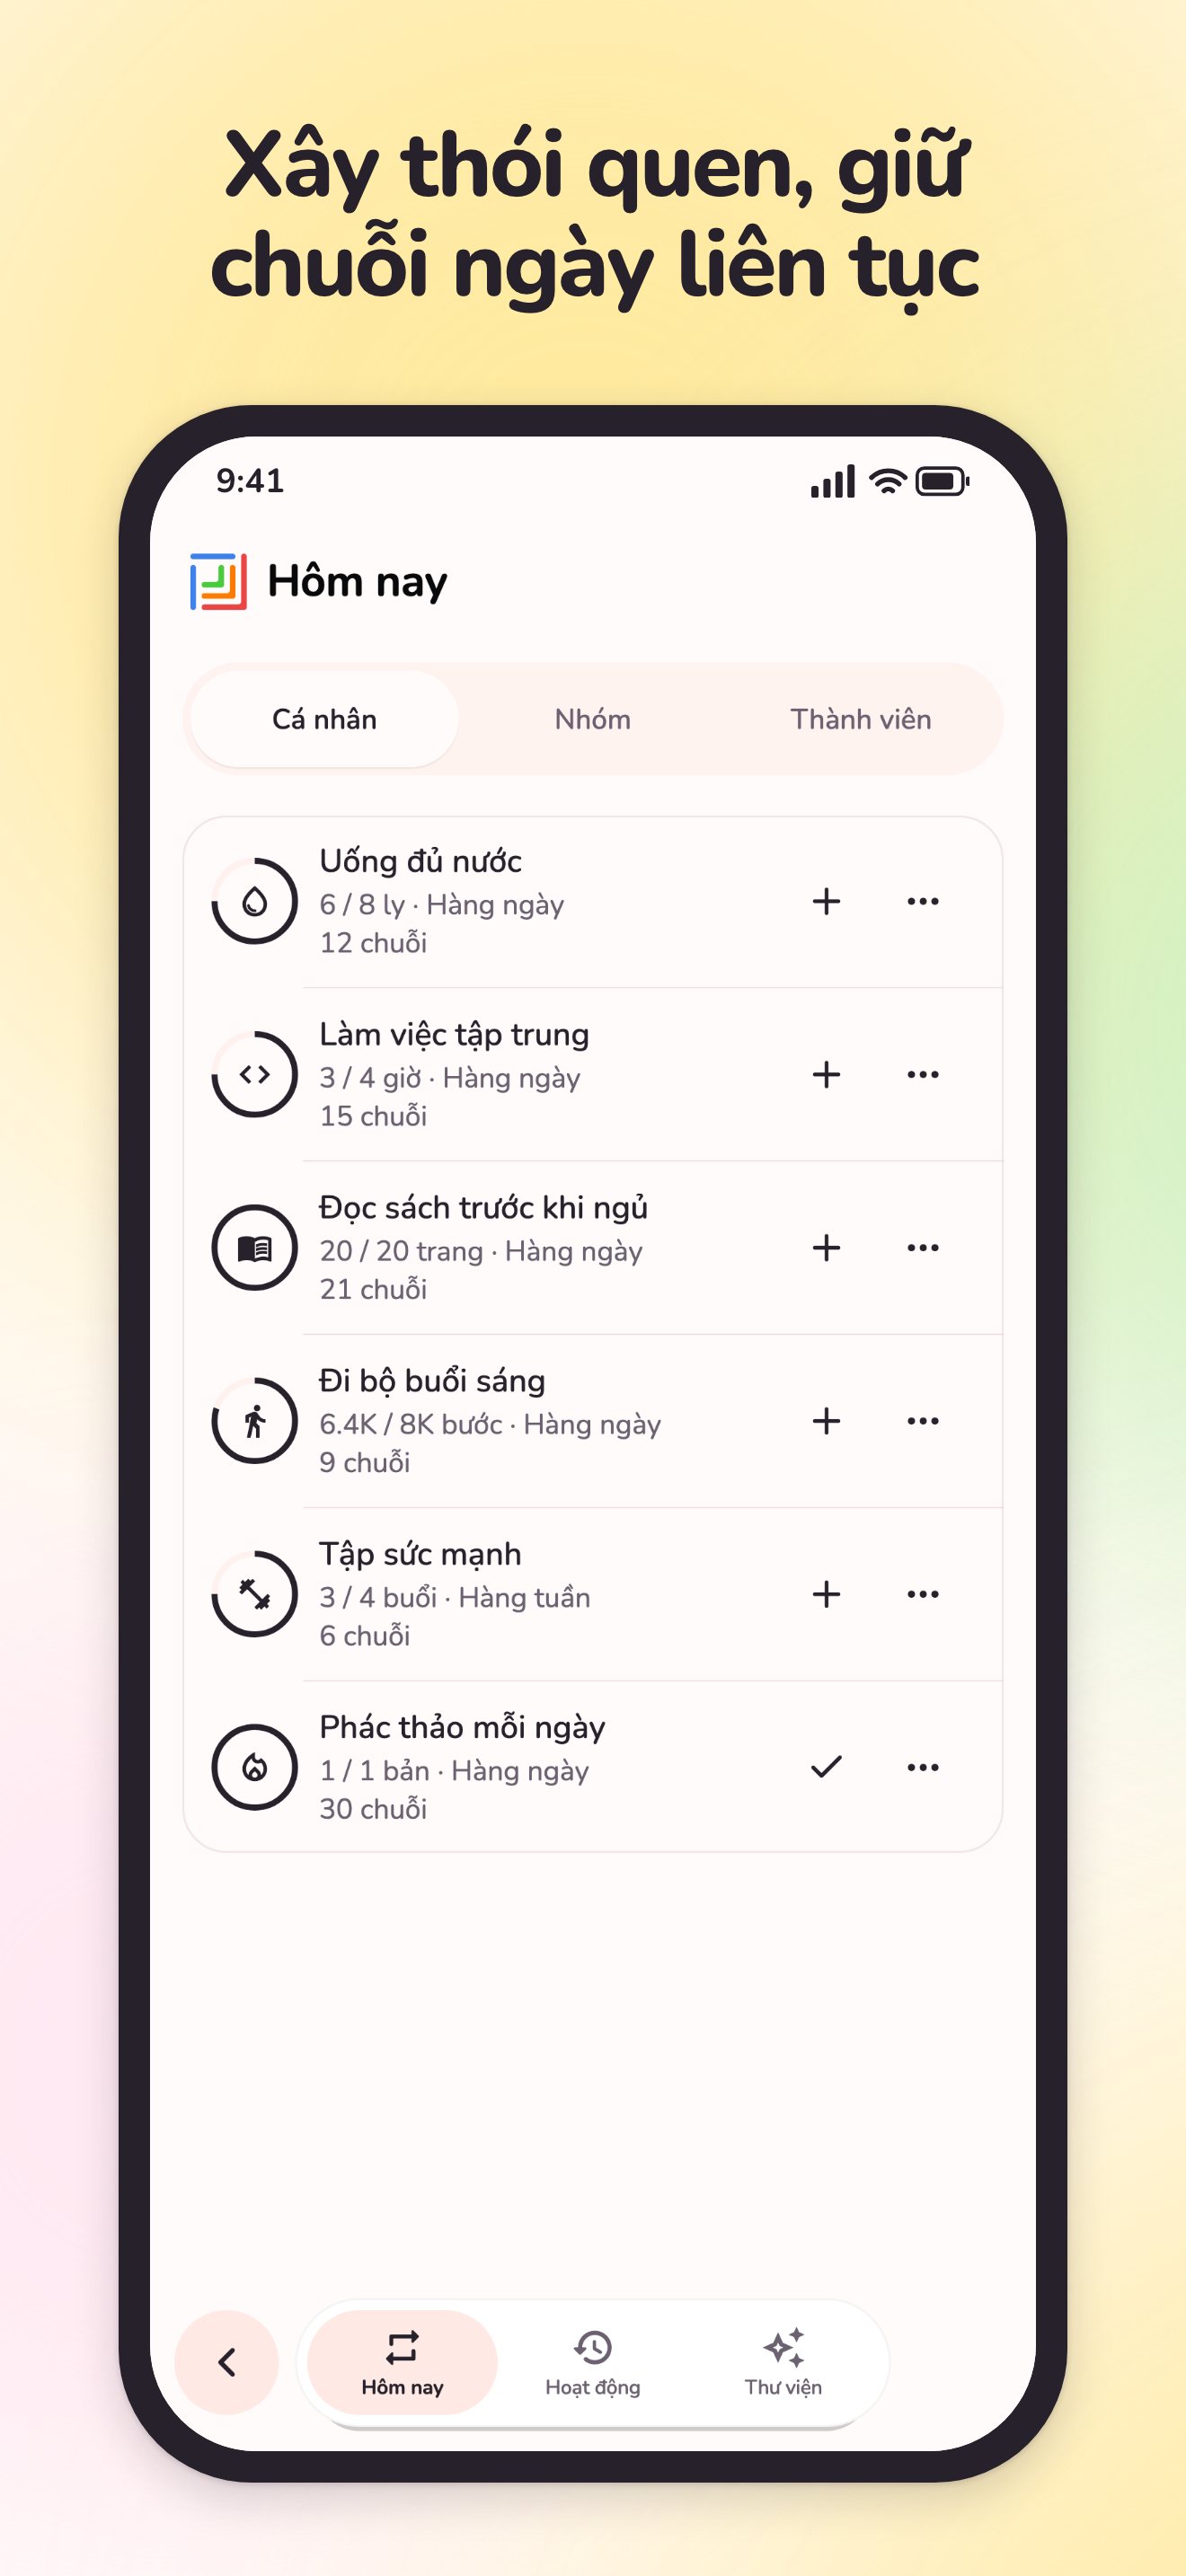 Xây thói quen, giữ
chuỗi ngày liên tục
9:41
Hôm nay
Cá nhân
Nhóm
Thành viên
Uống đủ nước
6 / 8 ly · Hàng ngày
12 chuỗi
Làm việc tập trung
3 / 4 giờ · Hàng ngày
15 chuỗi
Đọc sách trước khi ngủ
20 / 20 trang · Hàng ngày
21 chuỗi
Đi bộ buổi sáng
6.4K / 8K bước · Hàng ngày
9 chuỗi
Tập sức mạnh
3 / 4 buổi · Hàng tuần
6 chuỗi
Phác thảo mỗi ngày
1 / 1 bản · Hàng ngày
30 chuỗi
Hôm nay
Hoạt động
Thư viện